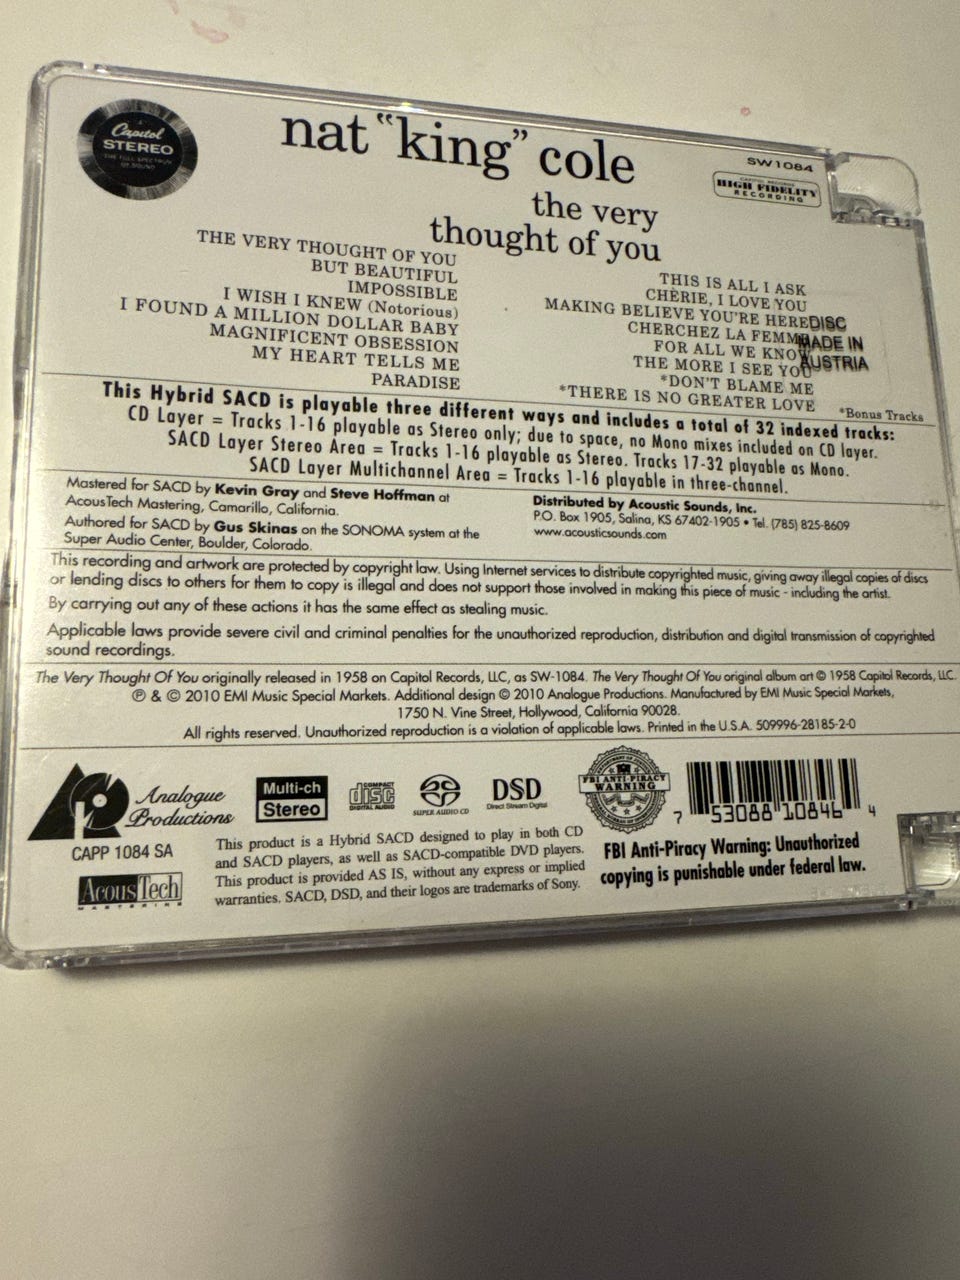 Capitol
STEREO
THE FULL SPECTRUM
OF SOUND
nat "king" cole
the very
thought of you
SW1084
CAPITOL RECORDS
HIGH FIDELITY
RECORDING
THE VERY THOUGHT OF YOU
BUT BEAUTIFUL
IMPOSSIBLE
I WISH I KNEW (Notorious)
I FOUND A MILLION DOLLAR BABY
MAGNIFICENT OBSESSION
MY HEART TELLS ME
PARADISE
THIS IS ALL I ASK
CHÈRIE, I LOVE YOU
MAKING BELIEVE YOU'RE HERE
CHERCHEZ LA FEMME
FOR ALL WE KNOW
THE MORE I SEE YOU
*DON'T BLAME ME
*THERE IS NO GREATER LOVE
*Bonus Tracks
DISC
MADE IN
AUSTRIA
This Hybrid SACD is playable three different ways and includes a total of 32 indexed tracks:
CD Layer = Tracks 1-16 playable as Stereo only; due to space, no Mono mixes included on CD layer.
SACD Layer Stereo Area = Tracks 1-16 playable as Stereo. Tracks 17-32 playable as Mono.
SACD Layer Multichannel Area = Tracks 1-16 playable in three-channel.
Mastered for SACD by Kevin Gray and Steve Hoffman at
AcousTech Mastering, Camarillo, California.
Authored for SACD by Gus Skinas on the SONOMA system at the
Super Audio Center, Boulder, Colorado.
Distributed by Acoustic Sounds, Inc.
P.O. Box 1905, Salina, KS 67402-1905 • Tel. (785) 825-8609
www.acousticsounds.com
This recording and artwork are protected by copyright law. Using Internet services to distribute copyrighted music, giving away illegal copies of discs
or lending discs to others for them to copy is illegal and does not support those involved in making this piece of music - including the artist.
By carrying out any of these actions it has the same effect as stealing music.
Applicable laws provide severe civil and criminal penalties for the unauthorized reproduction, distribution and digital transmission of copyrighted
sound recordings.
The Very Thought Of You originally released in 1958 on Capitol Records, LLC, as SW-1084. The Very Thought Of You original album art © 1958 Capitol Records, LLC.
℗ & © 2010 EMI Music Special Markets. Additional design © 2010 Analogue Productions. Manufactured by EMI Music Special Markets,
1750 N. Vine Street, Hollywood, California 90028.
All rights reserved. Unauthorized reproduction is a violation of applicable laws. Printed in the U.S.A. 509996-28185-2-0
Analogue
Productions
CAPP 1084 SA
AcousTech
MASTERING
Multi-ch
Stereo
COMPACT
disc
DIGITAL AUDIO
SUPER AUDIO CD
DSD
Direct Stream Digital
This product is a Hybrid SACD designed to play in both CD
and SACD players, as well as SACD-compatible DVD players.
This product is provided AS IS, without any express or implied
warranties. SACD, DSD, and their logos are trademarks of Sony.
FBI ANTI-PIRACY
WARNING
7 53088 10846 4
FBI Anti-Piracy Warning: Unauthorized
copying is punishable under federal law.